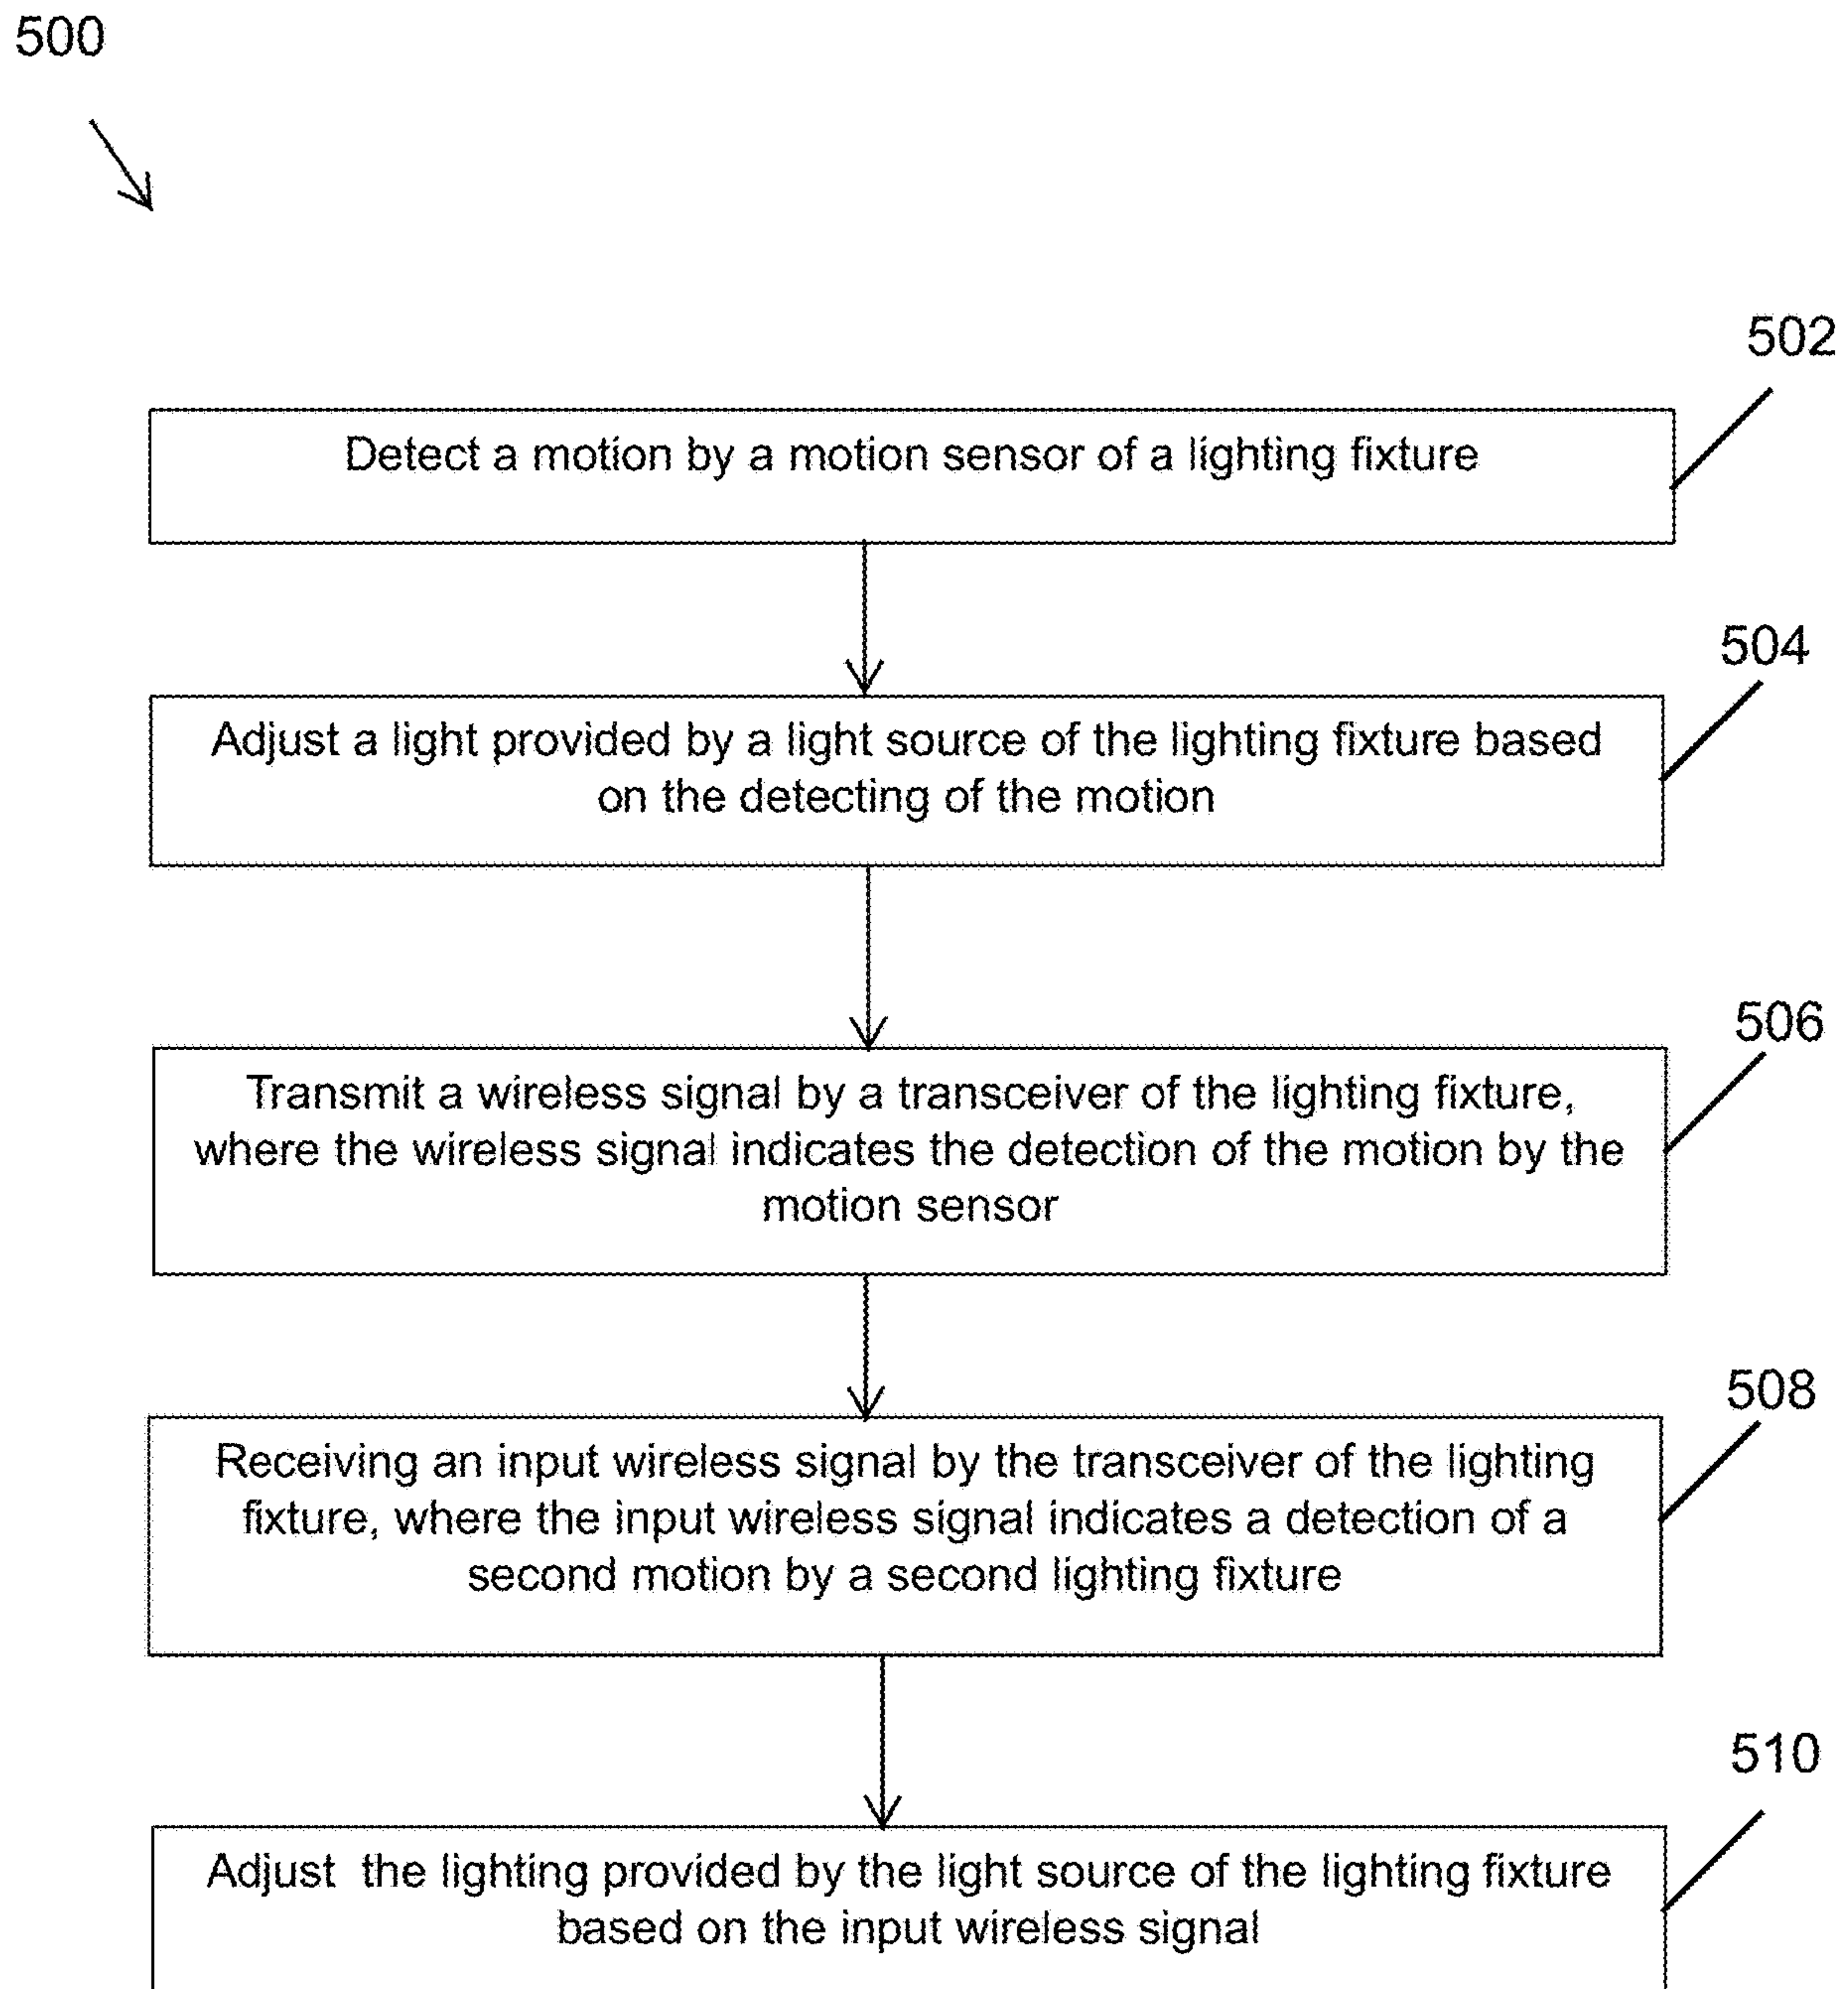 500
502
Detect a motion by a motion sensor of a lighting fixture
504
Adjust a light provided by a light source of the lighting fixture based
on the detecting of the motion
506
Transmit a wireless signal by a transceiver of the lighting fixture,
where the wireless signal indicates the detection of the motion by the
motion sensor
508
Receiving an input wireless signal by the transceiver of the lighting
fixture, where the input wireless signal indicates a detection of a
second motion by a second lighting fixture
510
Adjust the lighting provided by the light source of the lighting fixture
based on the input wireless signal